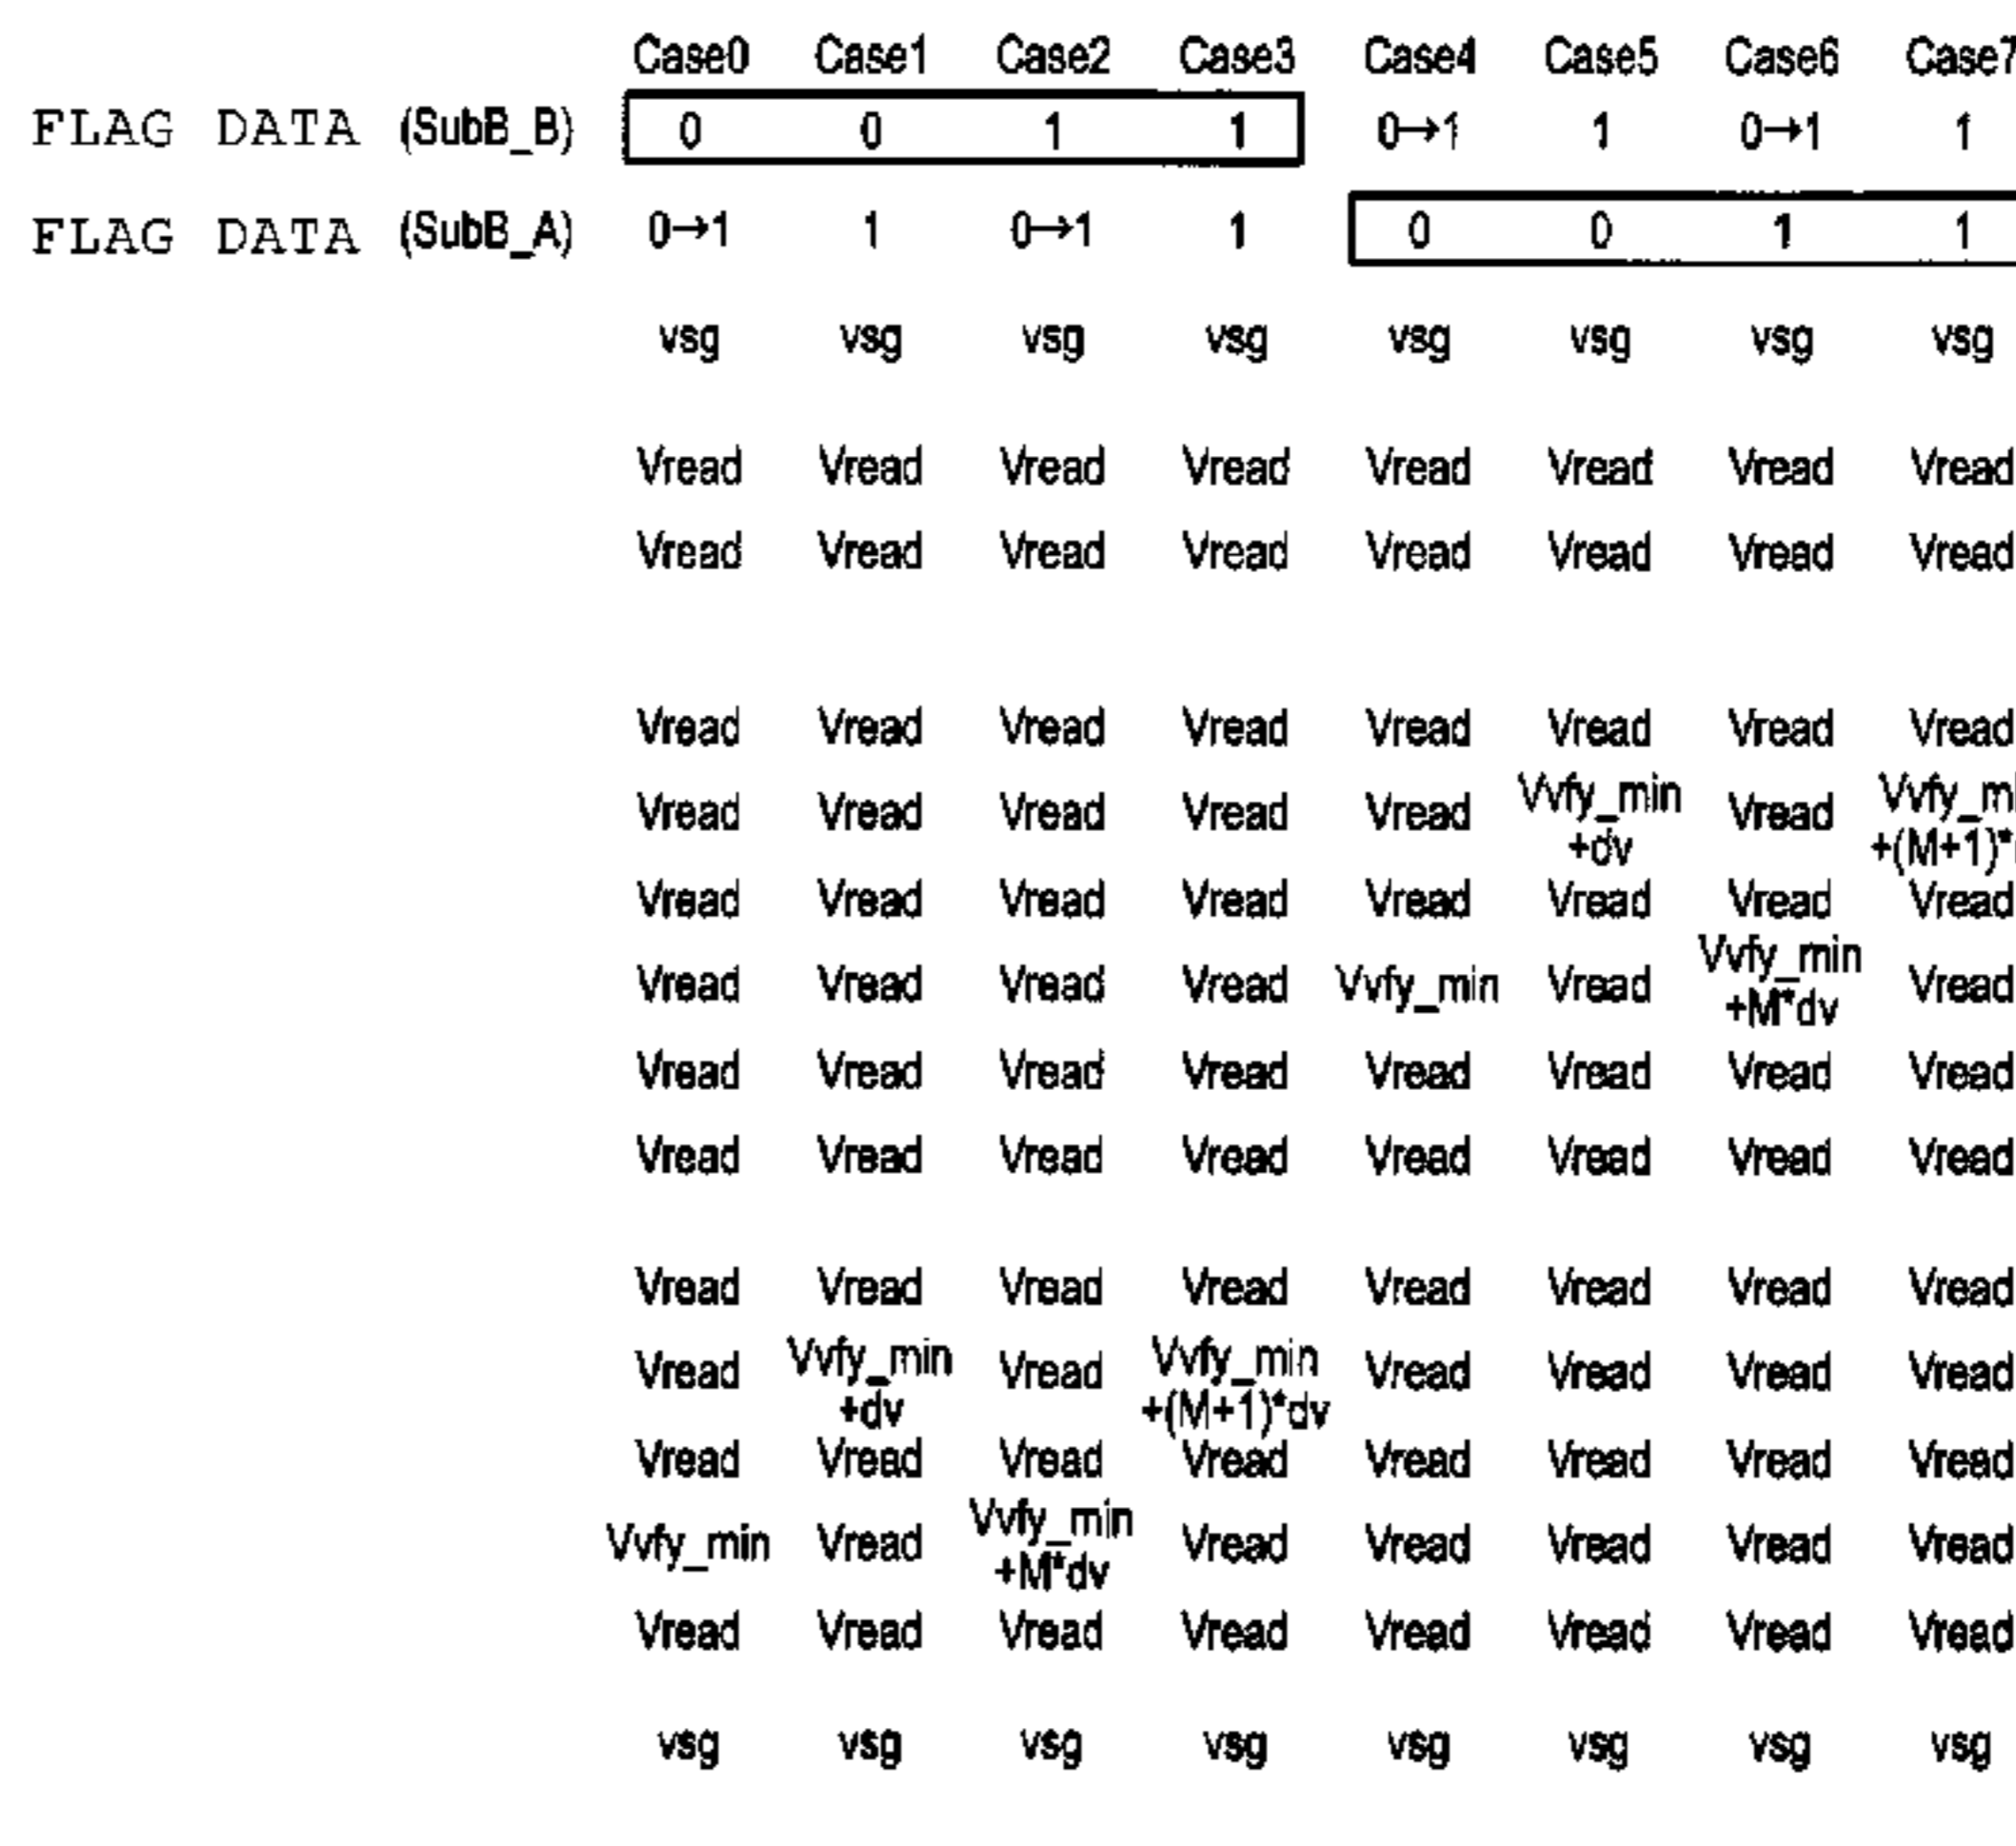 Case0 Case1 Case2 Case3 Case4 Case5 Case6 Case7
FLAG DATA (SubB_B) 0 0 1 1 0→1 1 0→1 1
FLAG DATA (SubB_A) 0→1 1 0→1 1 0 0 1 1
vsg vsg vsg vsg vsg vsg vsg vsg
Vread Vread Vread Vread Vread Vread Vread Vread
Vread Vread Vread Vread Vread Vread Vread Vread
Vread Vread Vread Vread Vread Vread Vread Vread
Vread Vread Vread Vread Vread Vvfy_min Vread Vvfy_mi
+dv +(M+1)*
Vread Vread Vread Vread Vread Vread Vread Vread
Vread Vread Vread Vread Vvfy_min Vread Vvfy_min Vread
+M*dv
Vread Vread Vread Vread Vread Vread Vread Vread
Vread Vread Vread Vread Vread Vread Vread Vread
Vread Vread Vread Vread Vread Vread Vread Vread
Vread Vvfy_min Vread Vvfy_min Vread Vread Vread Vread
+dv +(M+1)*dv
Vread Vread Vread Vread Vread Vread Vread Vread
Vvfy_min Vread Vvfy_min Vread Vread Vread Vread Vread
+M*dv
Vread Vread Vread Vread Vread Vread Vread Vread
vsg vsg vsg vsg vsg vsg vsg vsg